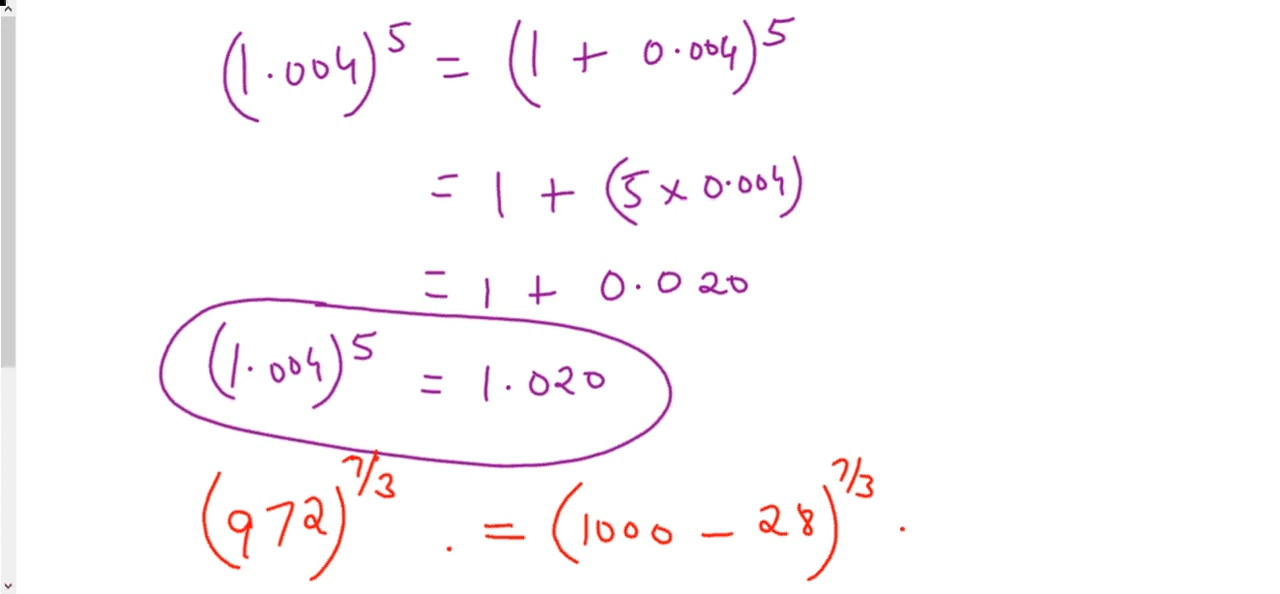 (1.004)^5 = (1 + 0.004)^5
= 1 + (5 × 0.004)
= 1 + 0.020
(1.004)^5 = 1.020
(972)^7/3 . = (1000 - 28)^7/3 .